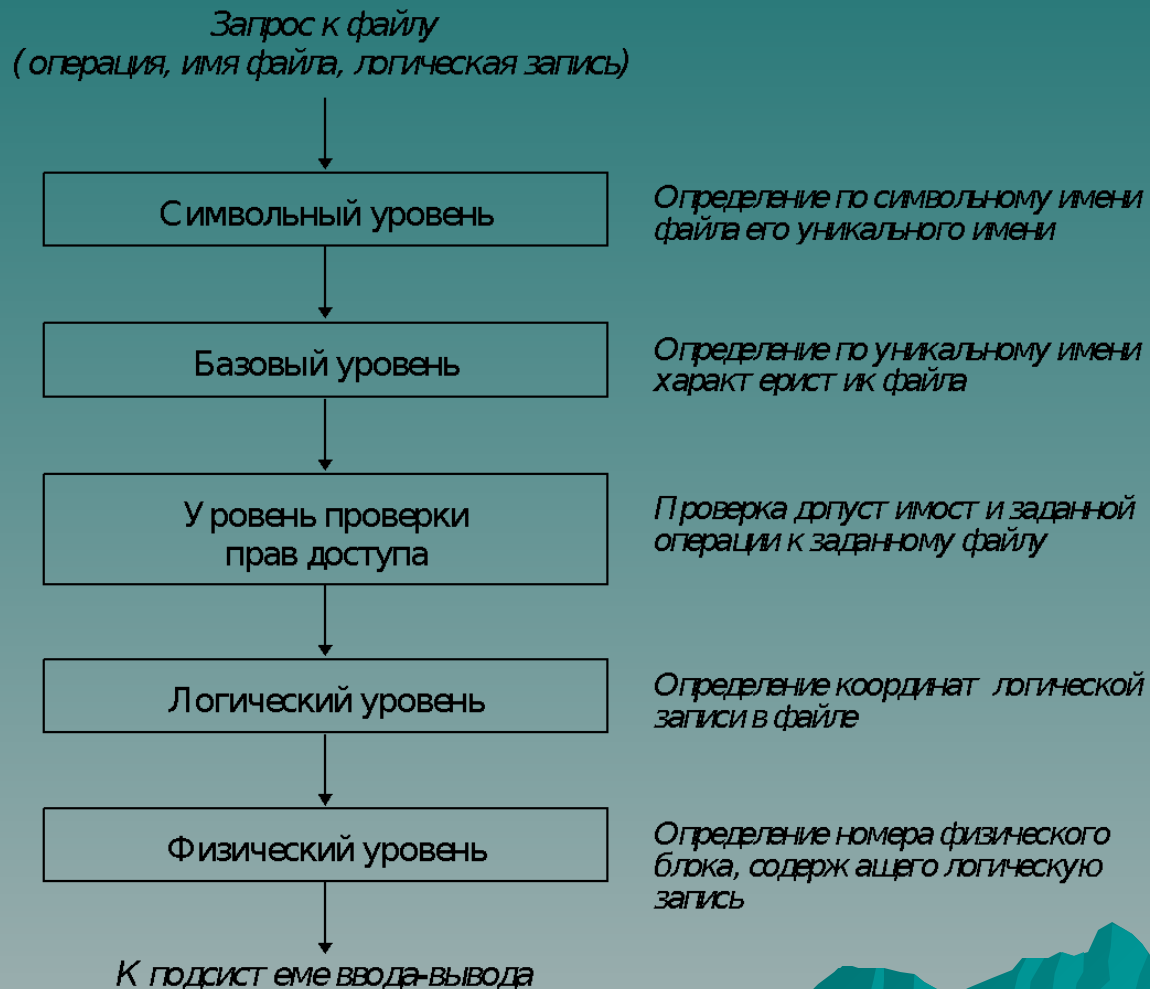 Запрос к файлу
(операция, имя файла, логическая запись)
Символьный уровень
Определение по символьному имени
файла его уникального имени
Базовый уровень
Определение по уникальному имени
характеристик файла
Уровень проверки
прав доступа
Проверка допустимости заданной
операции к заданному файлу
Логический уровень
Определение координат логической
записи в файле
Физический уровень
Определение номера физического
блока, содержащего логическую
запись
К подсистеме ввода-вывода